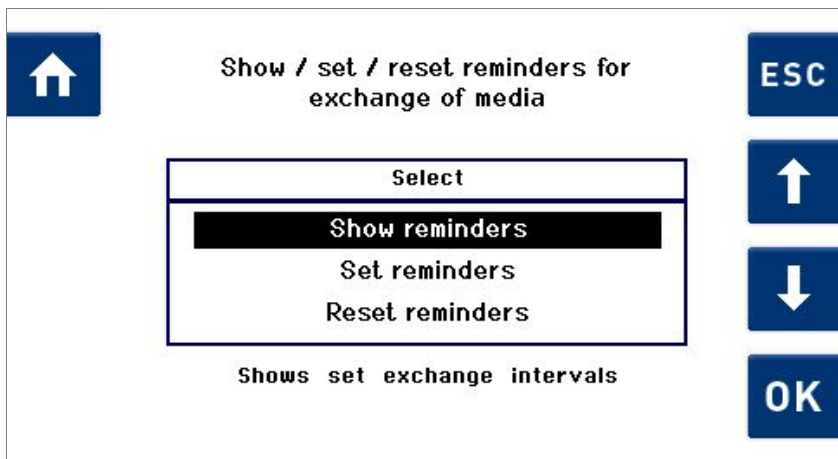 Show / set / reset reminders for
exchange of media
ESC
Select
Show reminders
Set reminders
Reset reminders
Shows set exchange intervals
OK